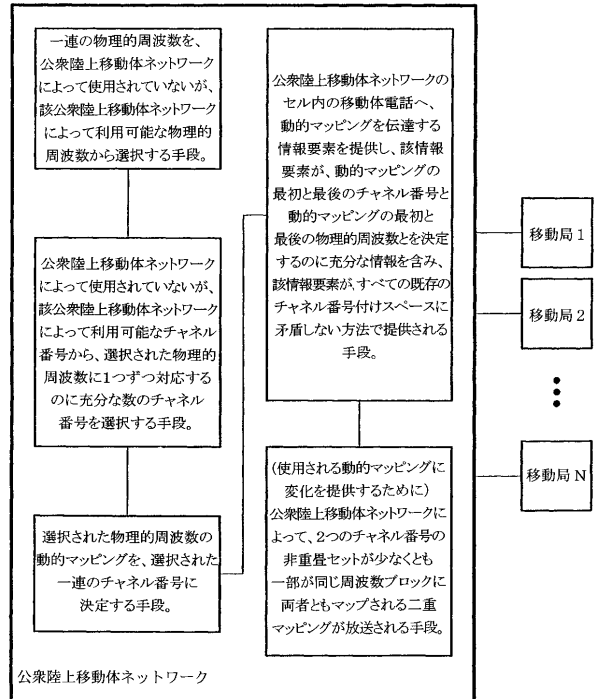 一連の物理的周波数を、
公衆陸上移動体ネットワーク
によって使用されていないが、
該公衆陸上移動体ネットワーク
によって利用可能な物理的
周波数から選択する手段。
公衆陸上移動体ネットワーク
によって使用されていないが、
該公衆陸上移動体ネットワーク
によって利用可能なチャネル
番号から、選択された物理的
周波数に1つずつ対応する
のに充分な数のチャネル
番号を選択する手段。
選択された物理的周波数の
動的マッピングを、選択された
一連のチャネル番号に
決定する手段。
公衆陸上移動体ネットワークの
セル内の移動体電話へ、
動的マッピングを伝達する
情報要素を提供し、該情報
要素が、動的マッピングの
最初と最後のチャネル番号と
動的マッピングの最初と
最後の物理的周波数とを決定
するのに充分な情報を含み、
該情報要素が、すべての既存の
チャネル番号付けスペースに
矛盾しない方法で提供される
手段。
(使用される動的マッピングに
変化を提供するために)
公衆陸上移動体ネットワークに
よって、2つのチャネル番号の
非重畳セットが少なくとも
一部が同じ周波数ブロックに
両者ともマップされる二重
マッピングが放送される手段。
移動局1
移動局2
移動局N
公衆陸上移動体ネットワーク